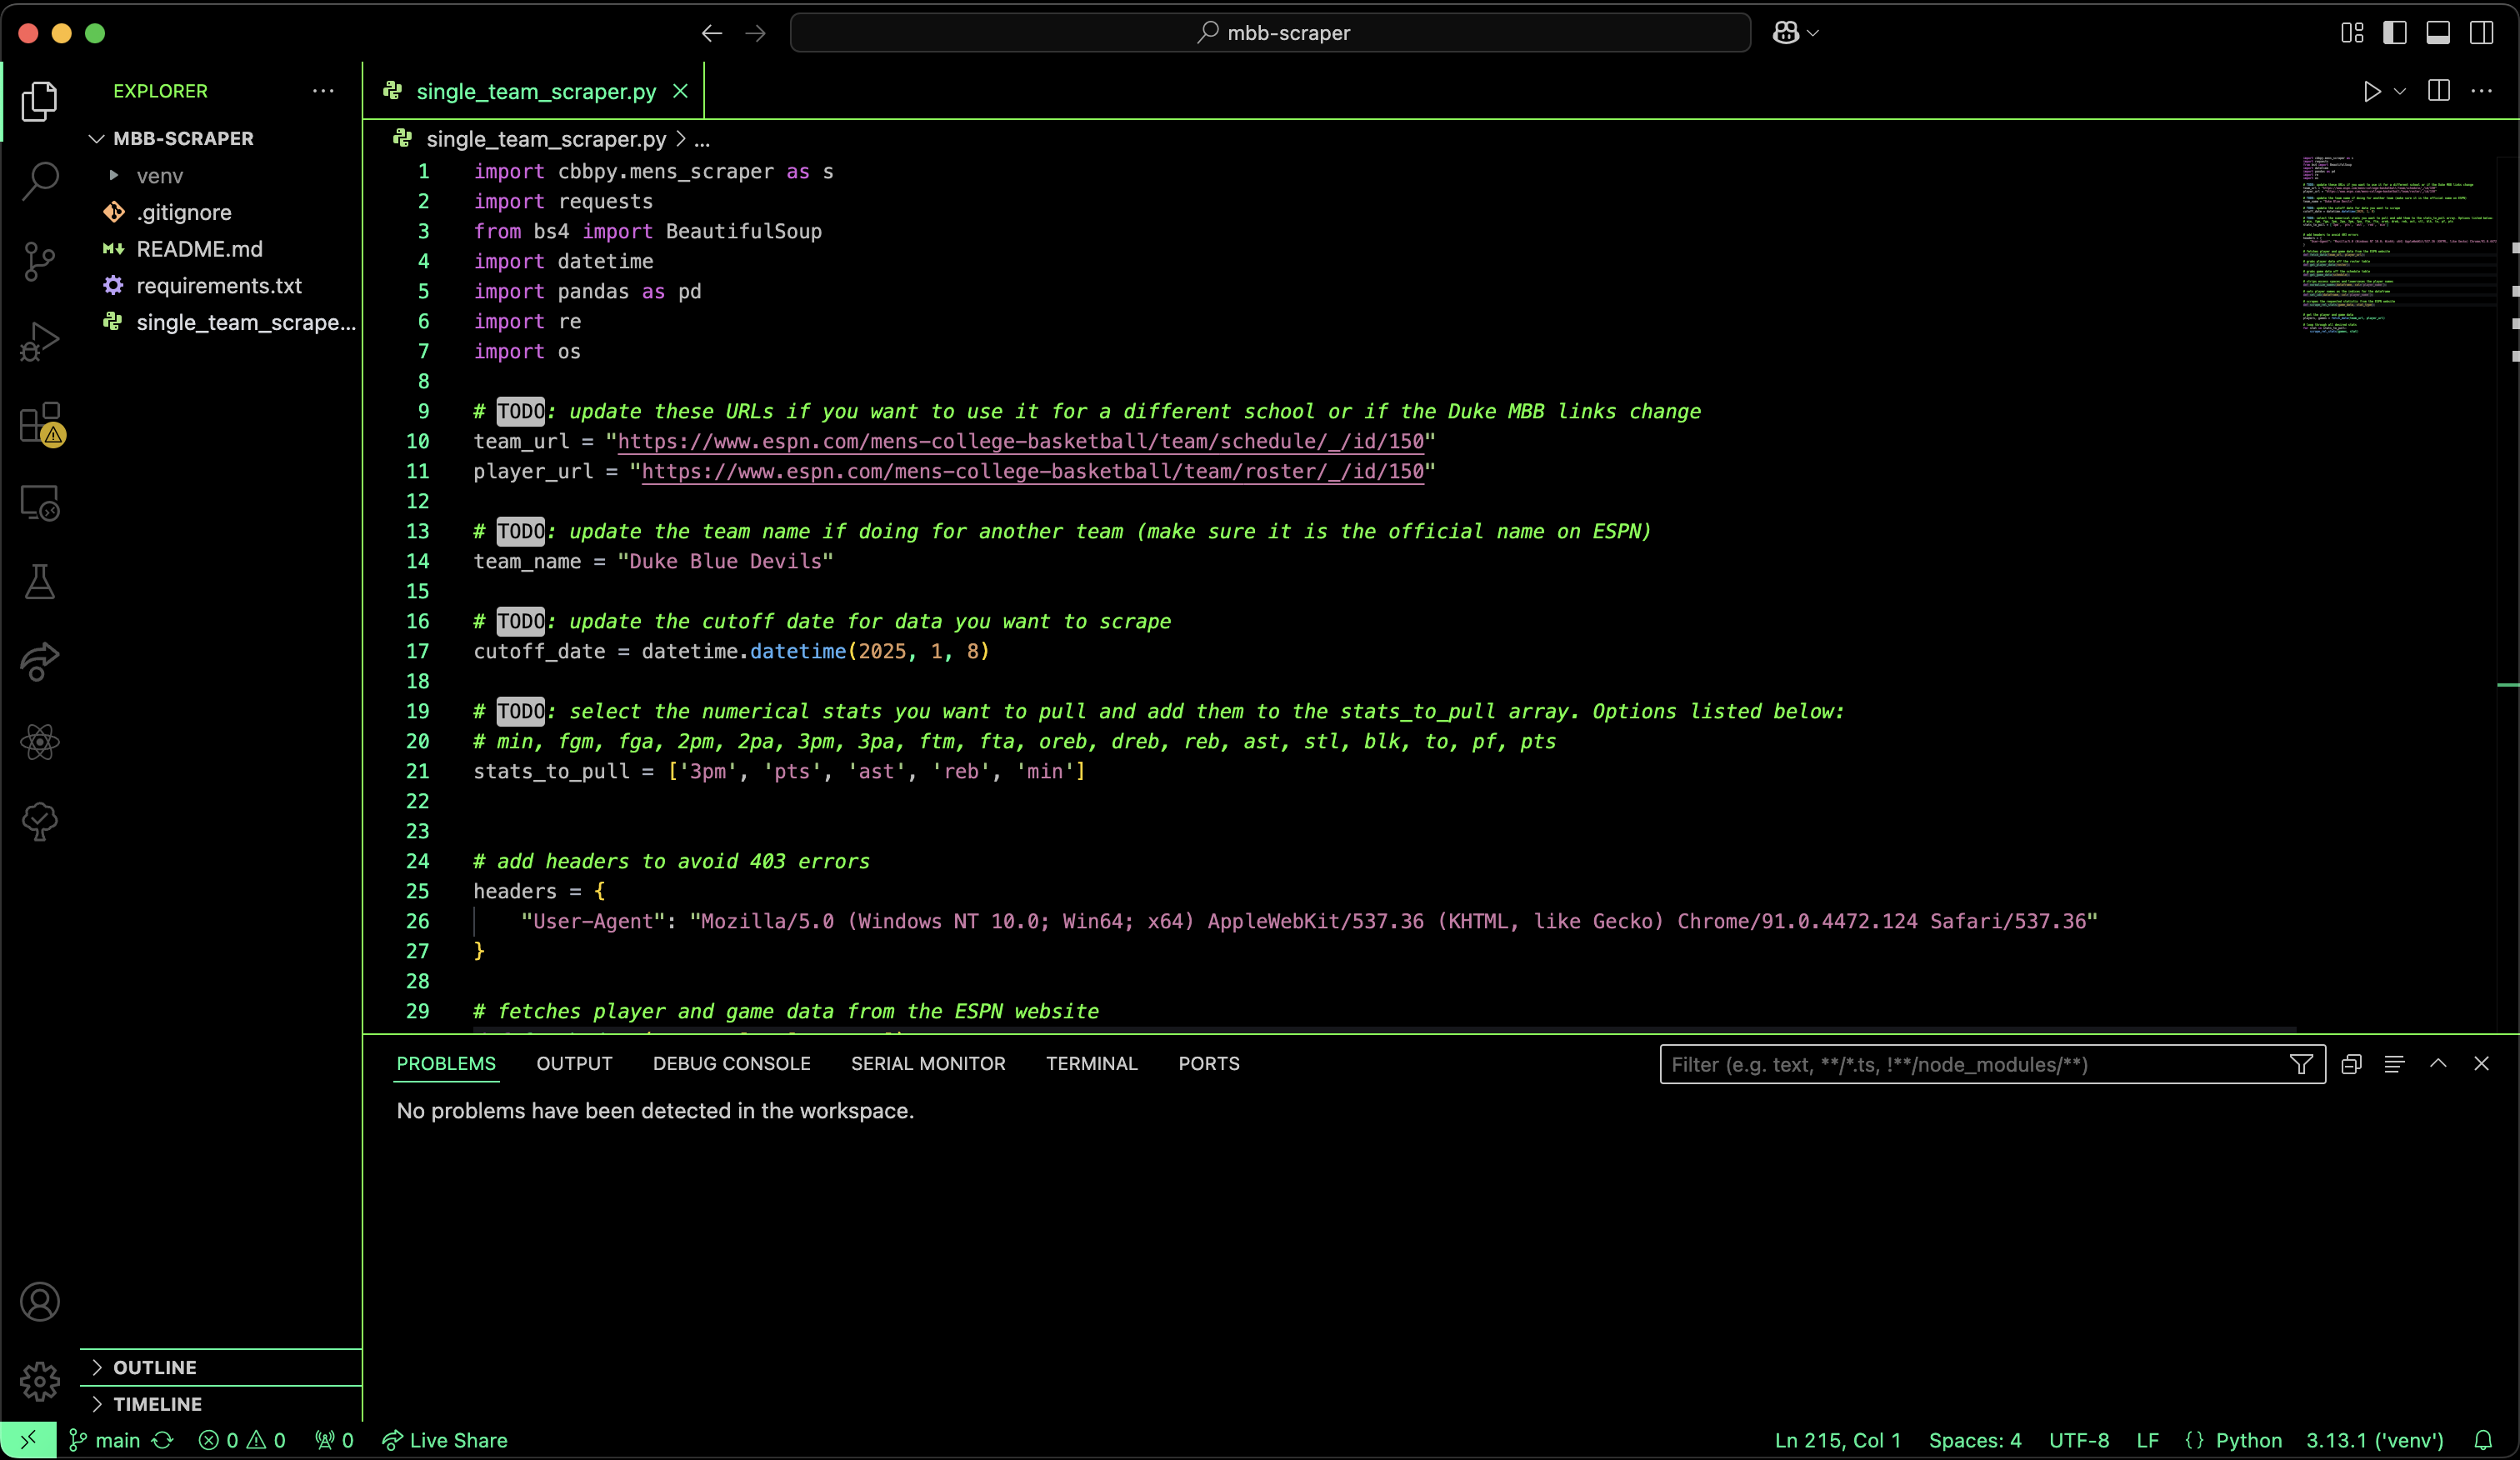 mbb-scraper
EXPLORER
MBB-SCRAPER
venv
.gitignore
README.md
requirements.txt
single_team_scrape...
single_team_scraper.py
single_team_scraper.py > ...
1 import cbbpy.mens_scraper as s
2 import requests
3 from bs4 import BeautifulSoup
4 import datetime
5 import pandas as pd
6 import re
7 import os
8
9 # TODO: update these URLs if you want to use it for a different school or if the Duke MBB links change
10 team_url = "https://www.espn.com/mens-college-basketball/team/schedule/_/id/150"
11 player_url = "https://www.espn.com/mens-college-basketball/team/roster/_/id/150"
12
13 # TODO: update the team name if doing for another team (make sure it is the official name on ESPN)
14 team_name = "Duke Blue Devils"
15
16 # TODO: update the cutoff date for data you want to scrape
17 cutoff_date = datetime.datetime(2025, 1, 8)
18
19 # TODO: select the numerical stats you want to pull and add them to the stats_to_pull array. Options listed below:
20 # min, fgm, fga, 2pm, 2pa, 3pm, 3pa, ftm, fta, oreb, dreb, reb, ast, stl, blk, to, pf, pts
21 stats_to_pull = ['3pm', 'pts', 'ast', 'reb', 'min']
22
23
24 # add headers to avoid 403 errors
25 headers = {
26 "User-Agent": "Mozilla/5.0 (Windows NT 10.0; Win64; x64) AppleWebKit/537.36 (KHTML, like Gecko) Chrome/91.0.4472.124 Safari/537.36"
27 }
28
29 # fetches player and game data from the ESPN website
PROBLEMS OUTPUT DEBUG CONSOLE SERIAL MONITOR TERMINAL PORTS
Filter (e.g. text, **/*.ts, !**/node_modules/**)
No problems have been detected in the workspace.
OUTLINE
TIMELINE
main 0 0 0 Live Share
Ln 215, Col 1 Spaces: 4 UTF-8 LF {} Python 3.13.1 ('venv')